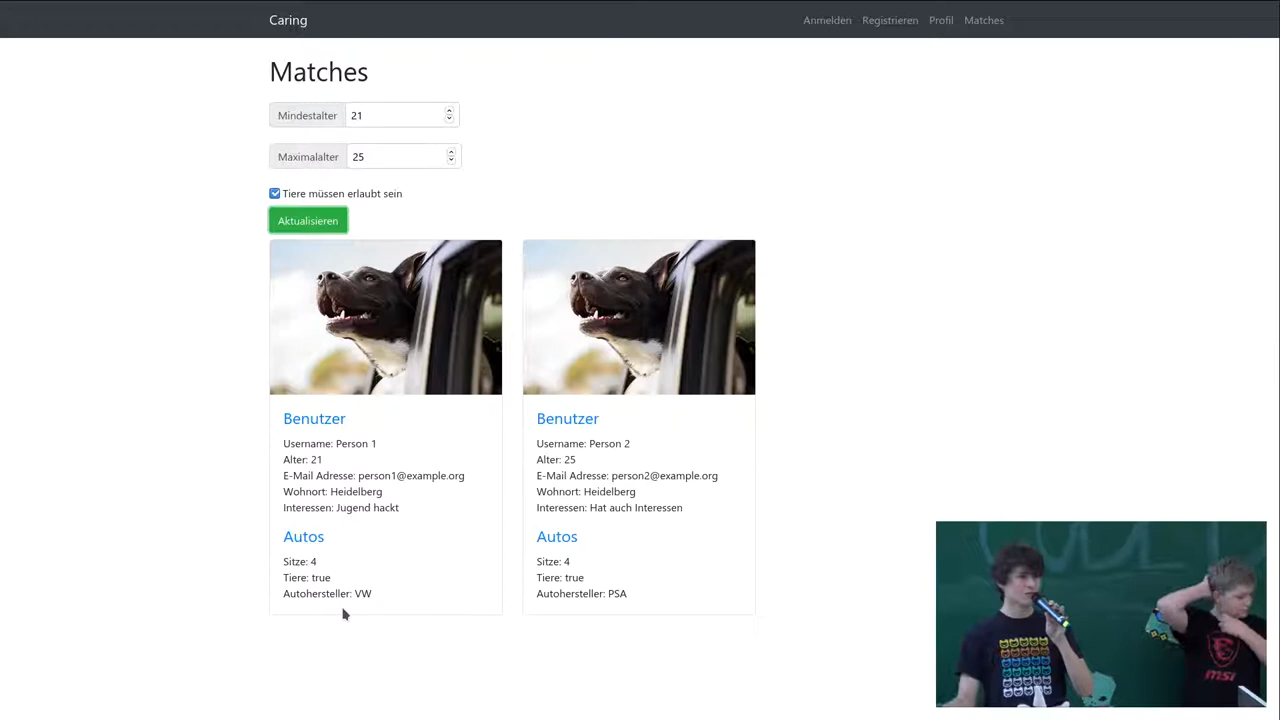 Caring
Anmelden Registrieren Profil Matches
Matches
Mindestalter 21
Maximalalter 25
Tiere müssen erlaubt sein
Aktualisieren
Benutzer
Username: Person 1
Alter: 21
E-Mail Adresse: person1@example.org
Wohnort: Heidelberg
Interessen: Jugend hackt
Autos
Sitze: 4
Tiere: true
Autohersteller: VW
Benutzer
Username: Person 2
Alter: 25
E-Mail Adresse: person2@example.org
Wohnort: Heidelberg
Interessen: Hat auch Interessen
Autos
Sitze: 4
Tiere: true
Autohersteller: PSA
msi